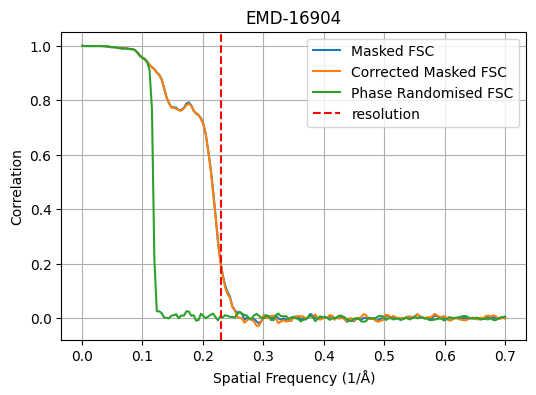 EMD-16904
Masked FSC
Corrected Masked FSC
Phase Randomised FSC
resolution
Correlation
1.0
0.8
0.6
0.4
0.2
0.0
0.0 0.1 0.2 0.3 0.4 0.5 0.6 0.7
Spatial Frequency (1/Å)